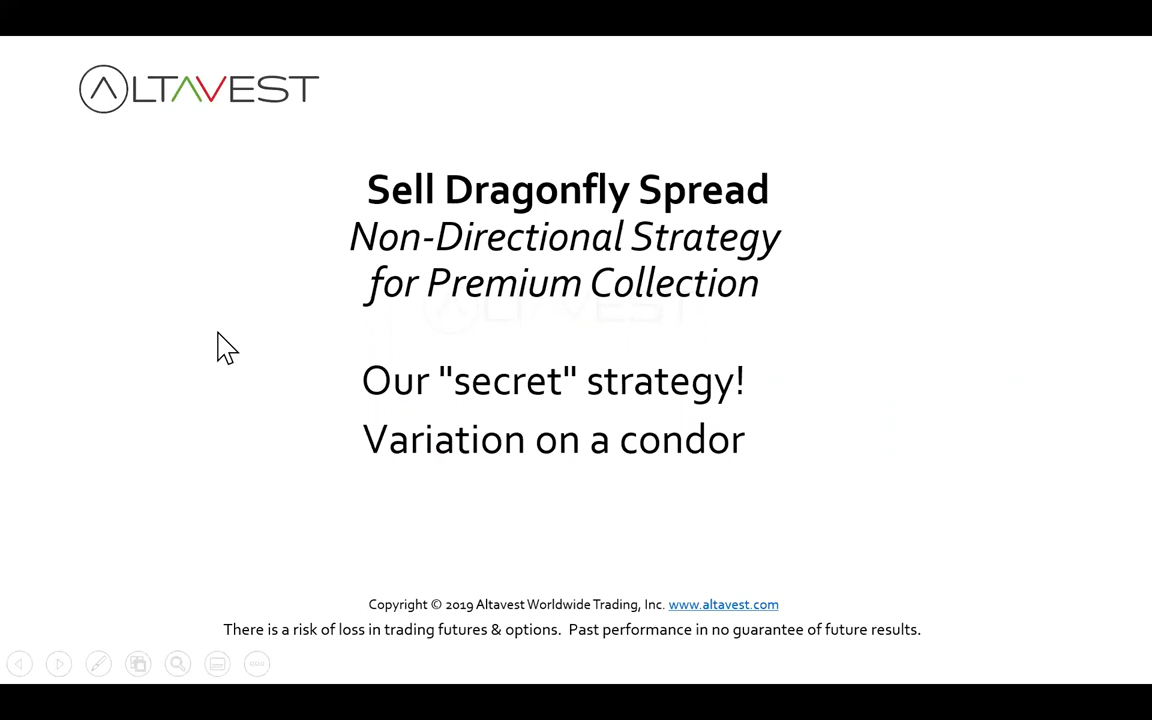 ALTAVEST
Sell Dragonfly Spread
Non-Directional Strategy
for Premium Collection
Our "secret" strategy!
Variation on a condor
Copyright © 2019 Altavest Worldwide Trading, Inc. www.altavest.com
There is a risk of loss in trading futures & options. Past performance in no guarantee of future results.